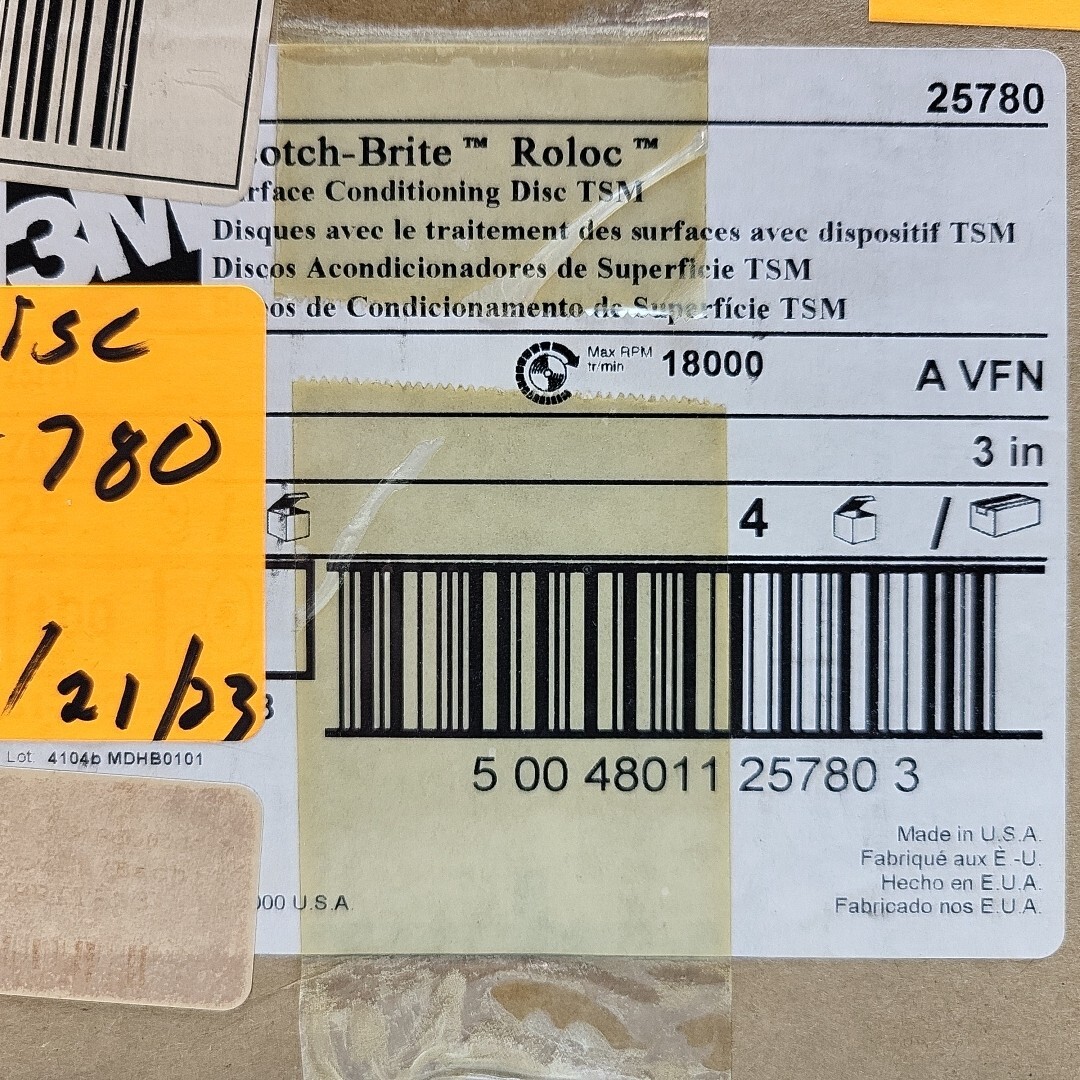 25780
otch-Brite ™ Roloc ™
rface Conditioning Disc TSM
3M
Disques avec le traitement des surfaces avec dispositif TSM
Discos Acondicionadores de Superficie TSM
os de Condicionamento de Superfície TSM
isc
Max RPM
tr/min
18000
A VFN
780
3 in
4 /
/21/23
3
Lot 4104b MDHB0101
5 00 48011 25780 3
Made in U.S.A.
Fabriqué aux È -U.
Hecho en E.U.A.
000 U.S.A.
Fabricado nos E.U.A.